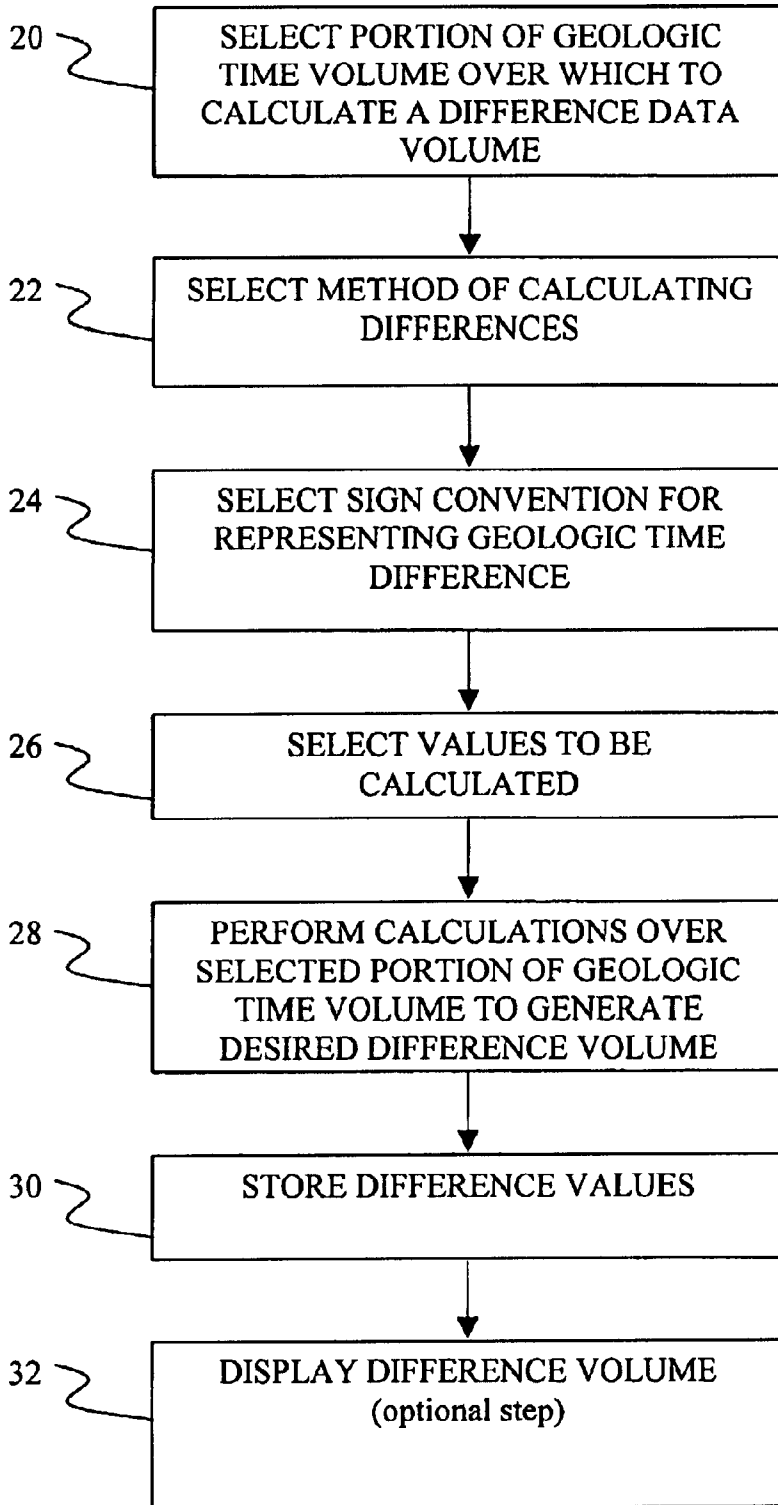 20
SELECT PORTION OF GEOLOGIC
TIME VOLUME OVER WHICH TO
CALCULATE A DIFFERENCE DATA
VOLUME
22
SELECT METHOD OF CALCULATING
DIFFERENCES
24
SELECT SIGN CONVENTION FOR
REPRESENTING GEOLOGIC TIME
DIFFERENCE
26
SELECT VALUES TO BE
CALCULATED
28
PERFORM CALCULATIONS OVER
SELECTED PORTION OF GEOLOGIC
TIME VOLUME TO GENERATE
DESIRED DIFFERENCE VOLUME
30
STORE DIFFERENCE VALUES
32
DISPLAY DIFFERENCE VOLUME
(optional step)